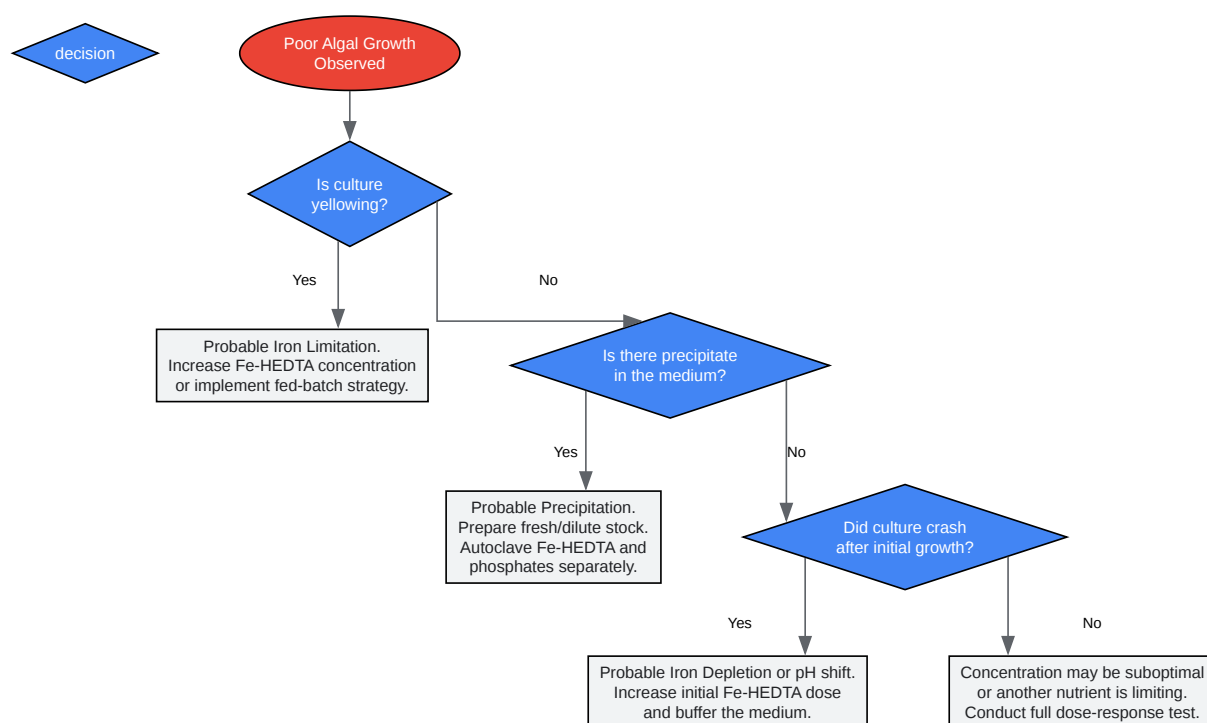 decision
Poor Algal Growth
Observed
Is culture
yellowing?
Yes
No
Probable Iron Limitation.
Increase Fe-HEDTA concentration
or implement fed-batch strategy.
Is there precipitate
in the medium?
Yes
No
Probable Precipitation.
Prepare fresh/dilute stock.
Autoclave Fe-HEDTA and
phosphates separately.
Did culture crash
after initial growth?
Yes
No
Probable Iron Depletion or pH shift.
Increase initial Fe-HEDTA dose
and buffer the medium.
Concentration may be suboptimal
or another nutrient is limiting.
Conduct full dose-response test.